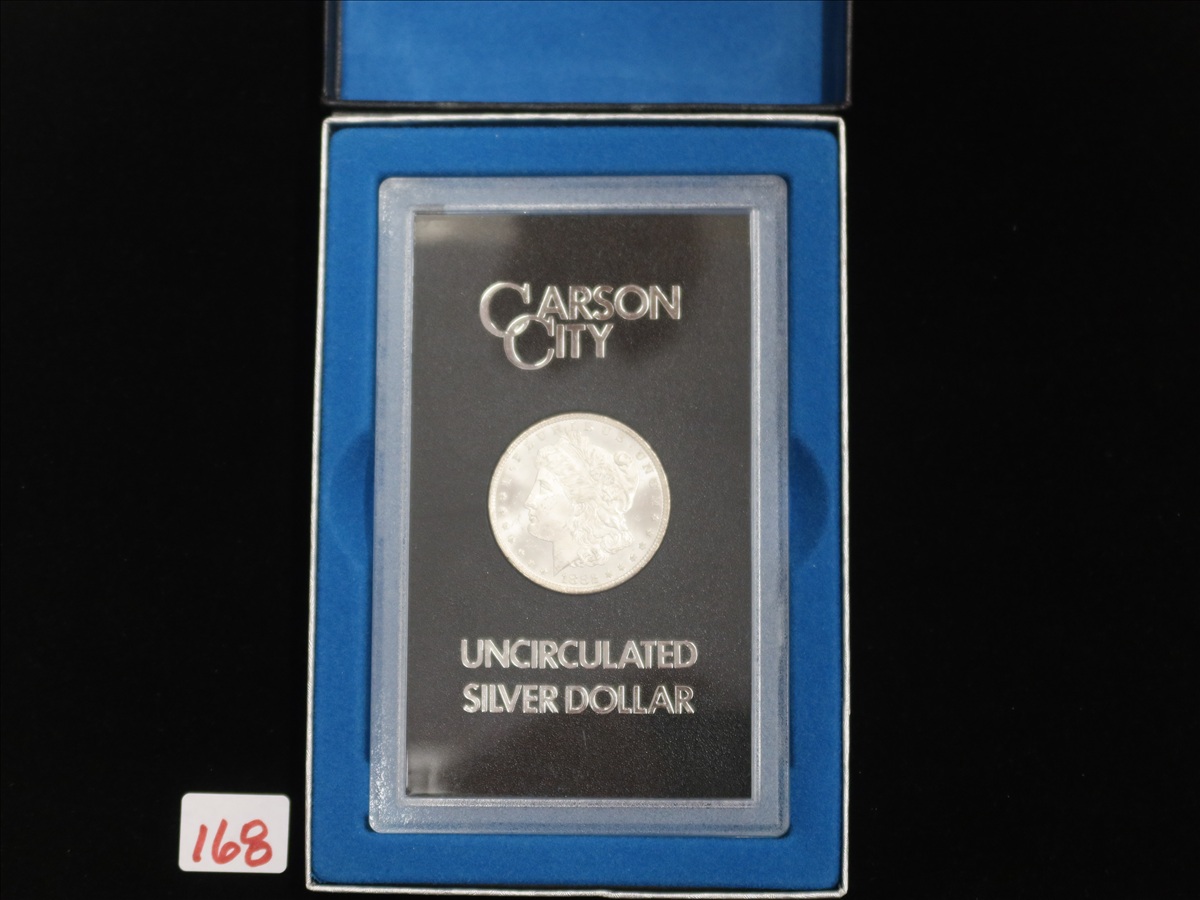 CARSON
CITY
UNCIRCULATED
SILVER DOLLAR
168